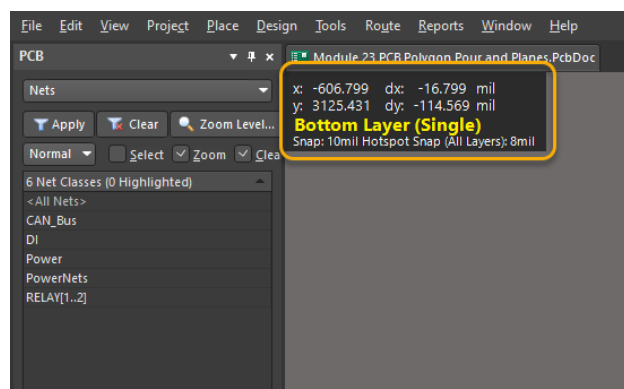 File Edit View Project Place Design Tools Route Reports Window Help
PCB
Module 23 PCB Polygon Pour and Planes.PcbDoc
Nets
x: -606.799 dx: -16.799 mil
y: 3125.431 dy: -114.569 mil
Bottom Layer (Single)
Snap: 10mil Hotspot Snap (All Layers): 8mil
Apply Clear Zoom Level...
Normal Select Zoom Clea
6 Net Classes (0 Highlighted)
<All Nets>
CAN_Bus
DI
Power
PowerNets
RELAY[1..2]